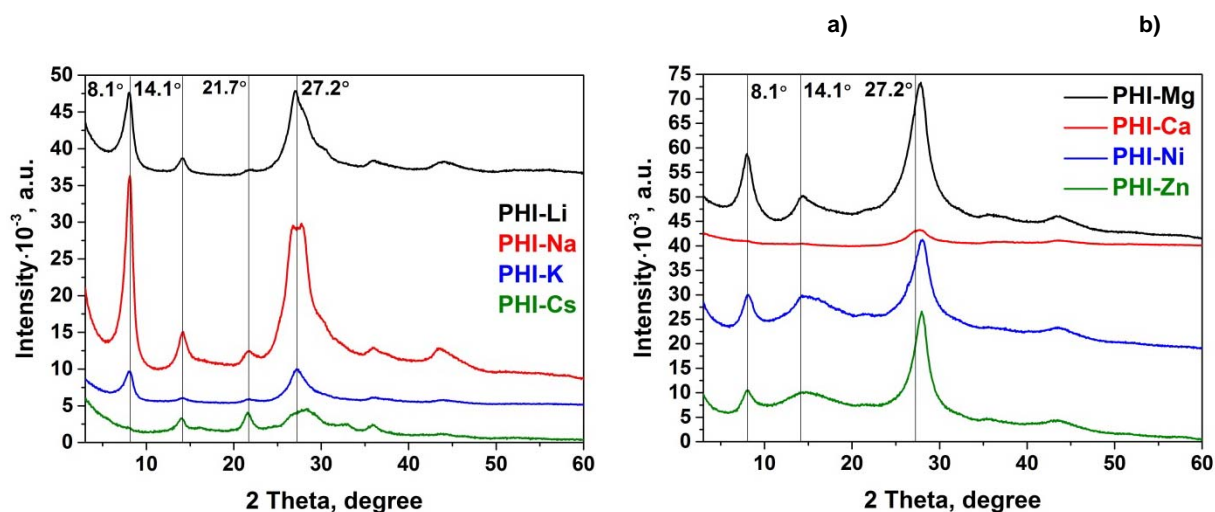 a) b)
50
45
40
35
30
25
20
15
10
5
0
8.1° 14.1° 21.7° 27.2°
PHI-Li
PHI-Na
PHI-K
PHI-Cs
Intensity·10⁻³, a.u.
10 20 30 40 50 60
2 Theta, degree
75
70
65
60
55
50
45
40
35
30
25
20
15
10
5
0
8.1° 14.1° 27.2°
PHI-Mg
PHI-Ca
PHI-Ni
PHI-Zn
Intensity·10⁻³, a.u.
10 20 30 40 50 60
2 Theta, degree